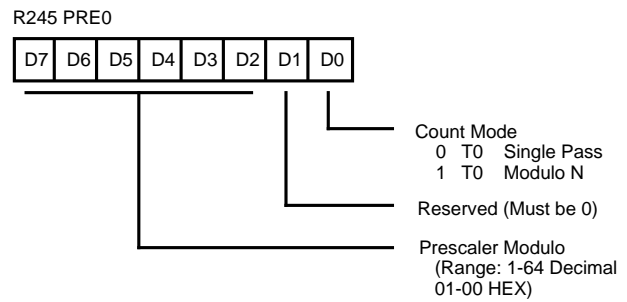 R245 PRE0
D7 D6 D5 D4 D3 D2 D1 D0
Count Mode
0 T0 Single Pass
1 T0 Modulo N
Reserved (Must be 0)
Prescaler Modulo
(Range: 1-64 Decimal
01-00 HEX)